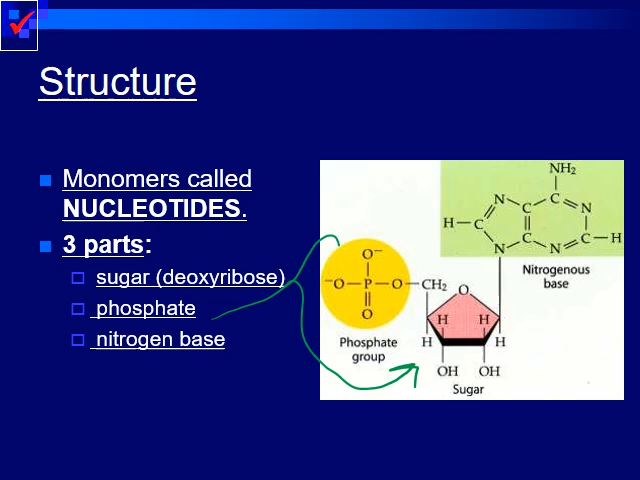 Structure
Monomers called
NUCLEOTIDES.
3 parts:
sugar (deoxyribose)
phosphate
nitrogen base
NH₂
N
C
N
H–C
C
C–H
N
N
Nitrogenous
base
O⁻
⁻O–P–O–CH₂
O
O
Phosphate
group
H
H
H
H
OH
OH
Sugar